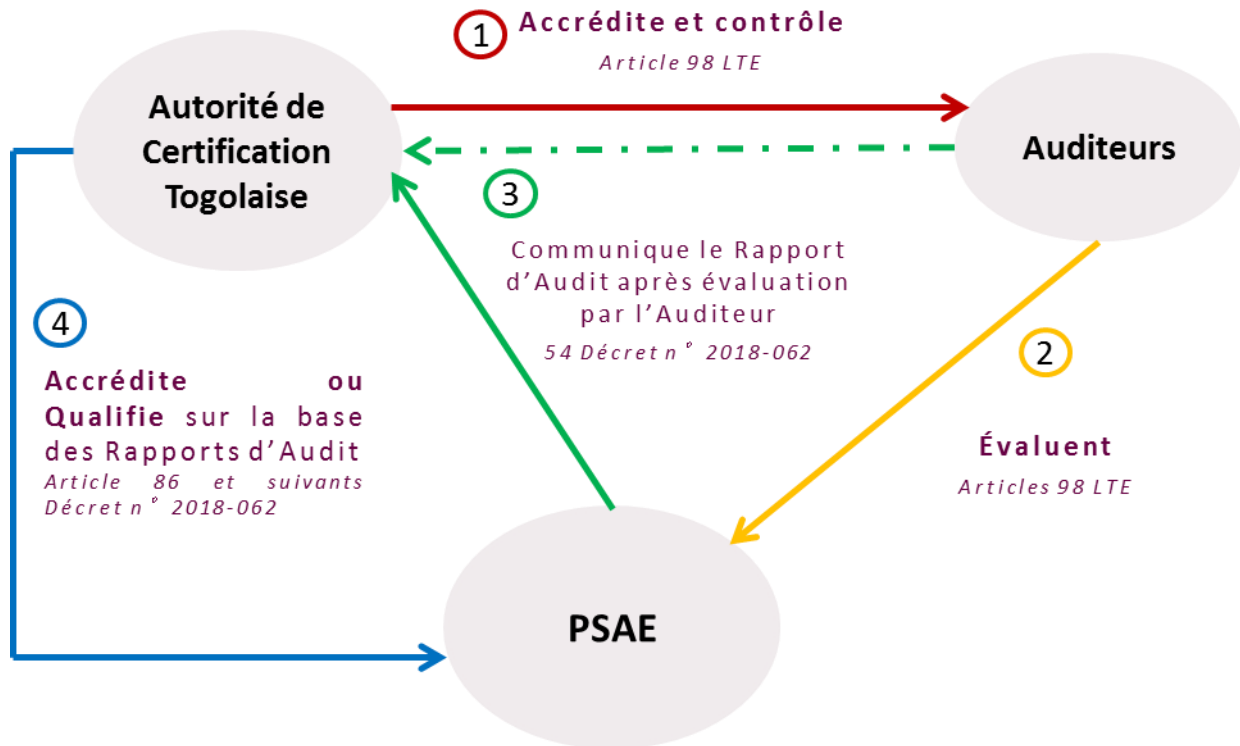 1
Accrédite et contrôle
Article 98 LTE
Autorité de
Certification
Togolaise
Auditeurs
3
Communique le Rapport
d’Audit après évaluation
par l’Auditeur
54 Décret n° 2018-062
4
Accrédite ou
Qualifie sur la base
des Rapports d’Audit
Article 86 et suivants
Décret n° 2018-062
2
Évaluent
Articles 98 LTE
PSAE